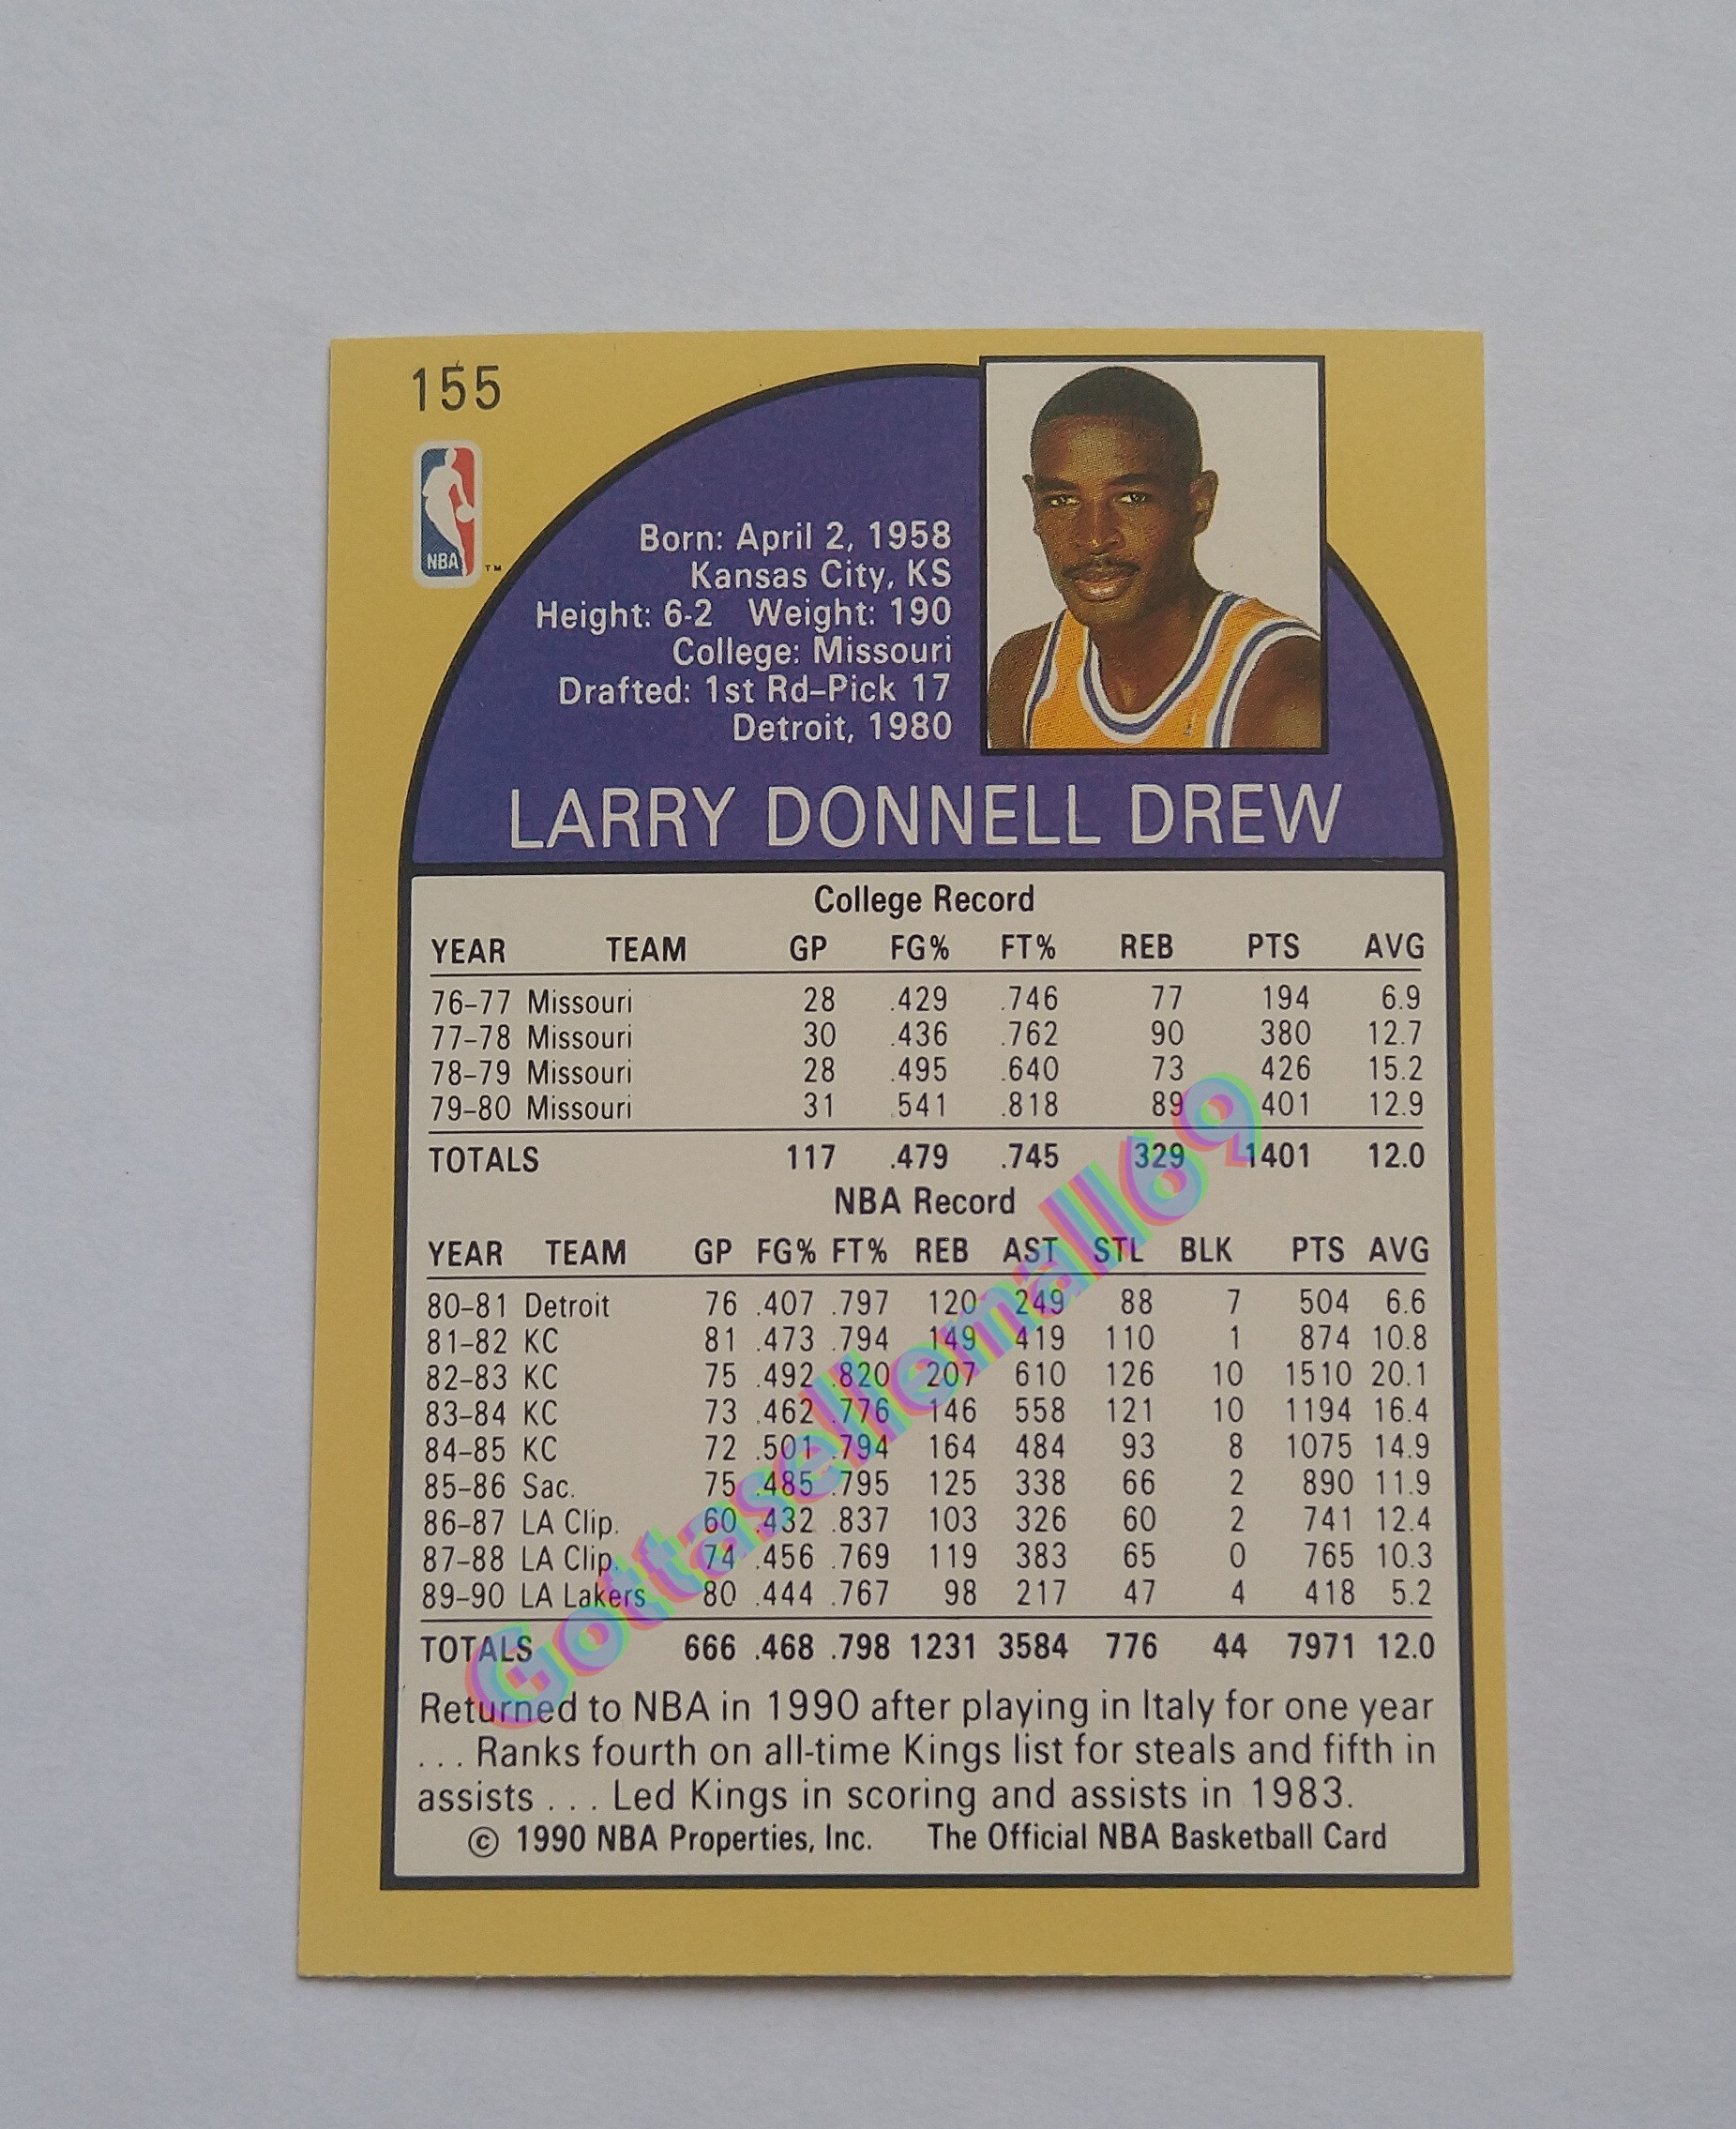 155
NBA
™
Born: April 2, 1958
Kansas City, KS
Height: 6-2 Weight: 190
College: Missouri
Drafted: 1st Rd–Pick 17
Detroit, 1980
LARRY DONNELL DREW
College Record
YEAR TEAM GP FG% FT% REB PTS AVG
76–77 Missouri 28 .429 .746 77 194 6.9
77–78 Missouri 30 .436 .762 90 380 12.7
78–79 Missouri 28 .495 .640 73 426 15.2
79–80 Missouri 31 .541 .818 89 401 12.9
TOTALS 117 .479 .745 329 1401 12.0
NBA Record
YEAR TEAM GP FG% FT% REB AST STL BLK PTS AVG
80–81 Detroit 76 .407 .797 120 249 88 7 504 6.6
81–82 KC 81 .473 .794 149 419 110 1 874 10.8
82–83 KC 75 .492 .820 207 610 126 10 1510 20.1
83–84 KC 73 .462 .776 146 558 121 10 1194 16.4
84–85 KC 72 .501 .794 164 484 93 8 1075 14.9
85–86 Sac. 75 .485 .795 125 338 66 2 890 11.9
86–87 LA Clip. 60 .432 .837 103 326 60 2 741 12.4
87–88 LA Clip. 74 .456 .769 119 383 65 0 765 10.3
89–90 LA Lakers 80 .444 .767 98 217 47 4 418 5.2
TOTALS 666 .468 .798 1231 3584 776 44 7971 12.0
Returned to NBA in 1990 after playing in Italy for one year
. . . Ranks fourth on all-time Kings list for steals and fifth in
assists . . . Led Kings in scoring and assists in 1983.
© 1990 NBA Properties, Inc. The Official NBA Basketball Card
Gottasellemall69